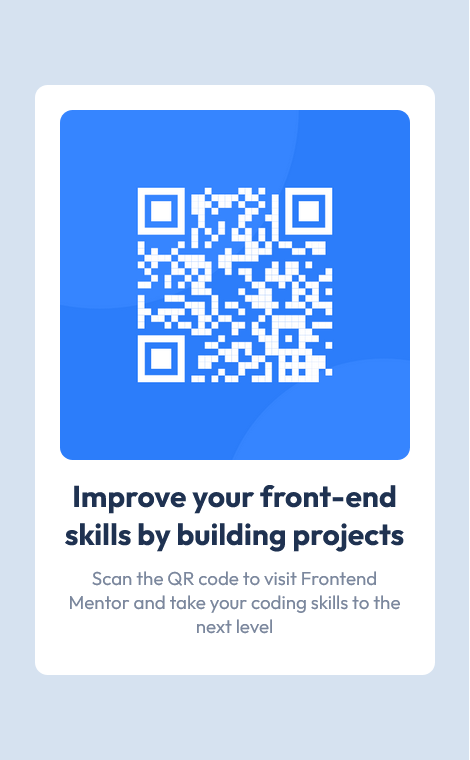 Improve your front-end
skills by building projects
Scan the QR code to visit Frontend
Mentor and take your coding skills to the
next level